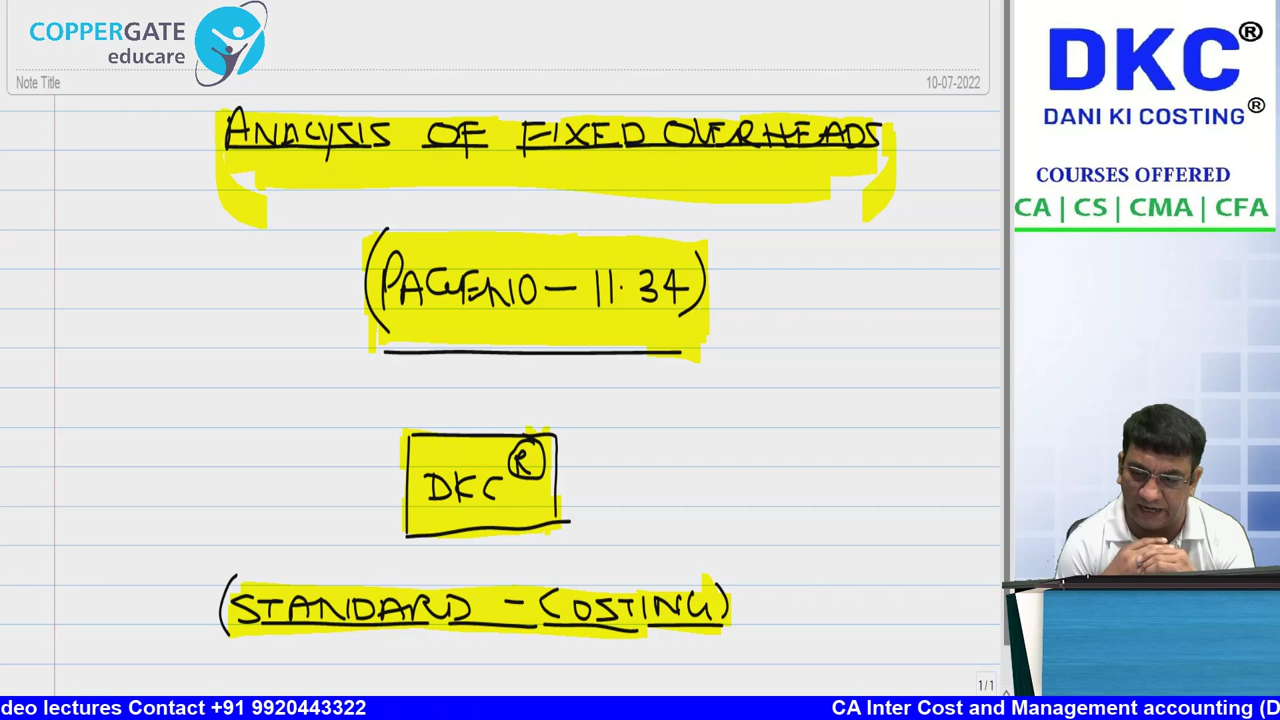 COPPERGATE
educare
Note Title
10-07-2022
ANALYSIS OF FIXED OVERHEADS
(PAGENO - 11.34)
DKC ®
(STANDARD - COSTING)
1/1
DKC®
DANI KI COSTING®
COURSES OFFERED
CA | CS | CMA | CFA
deo lectures Contact +91 9920443322
CA Inter Cost and Management accounting (D